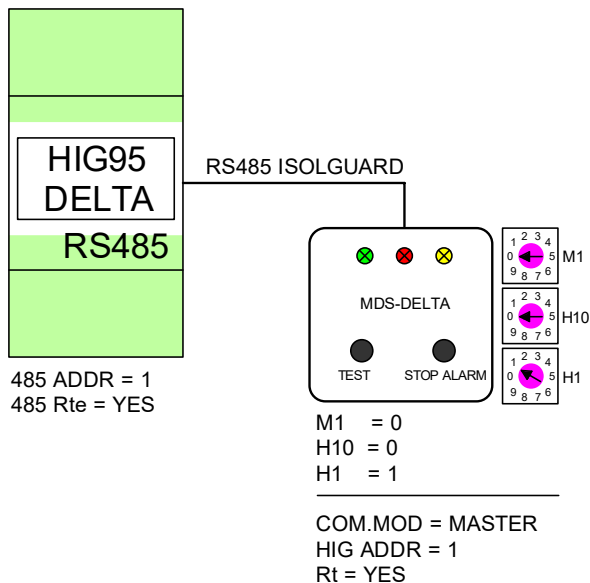 HIG95
DELTA
RS485
485 ADDR = 1
485 Rte = YES
RS485 ISOLGUARD
MDS-DELTA
TEST
STOP ALARM
0 1 2 3 4 5 6 7 8 9
M1
0 1 2 3 4 5 6 7 8 9
H10
0 1 2 3 4 5 6 7 8 9
H1
M1 = 0
H10 = 0
H1 = 1
COM.MOD = MASTER
HIG ADDR = 1
Rt = YES